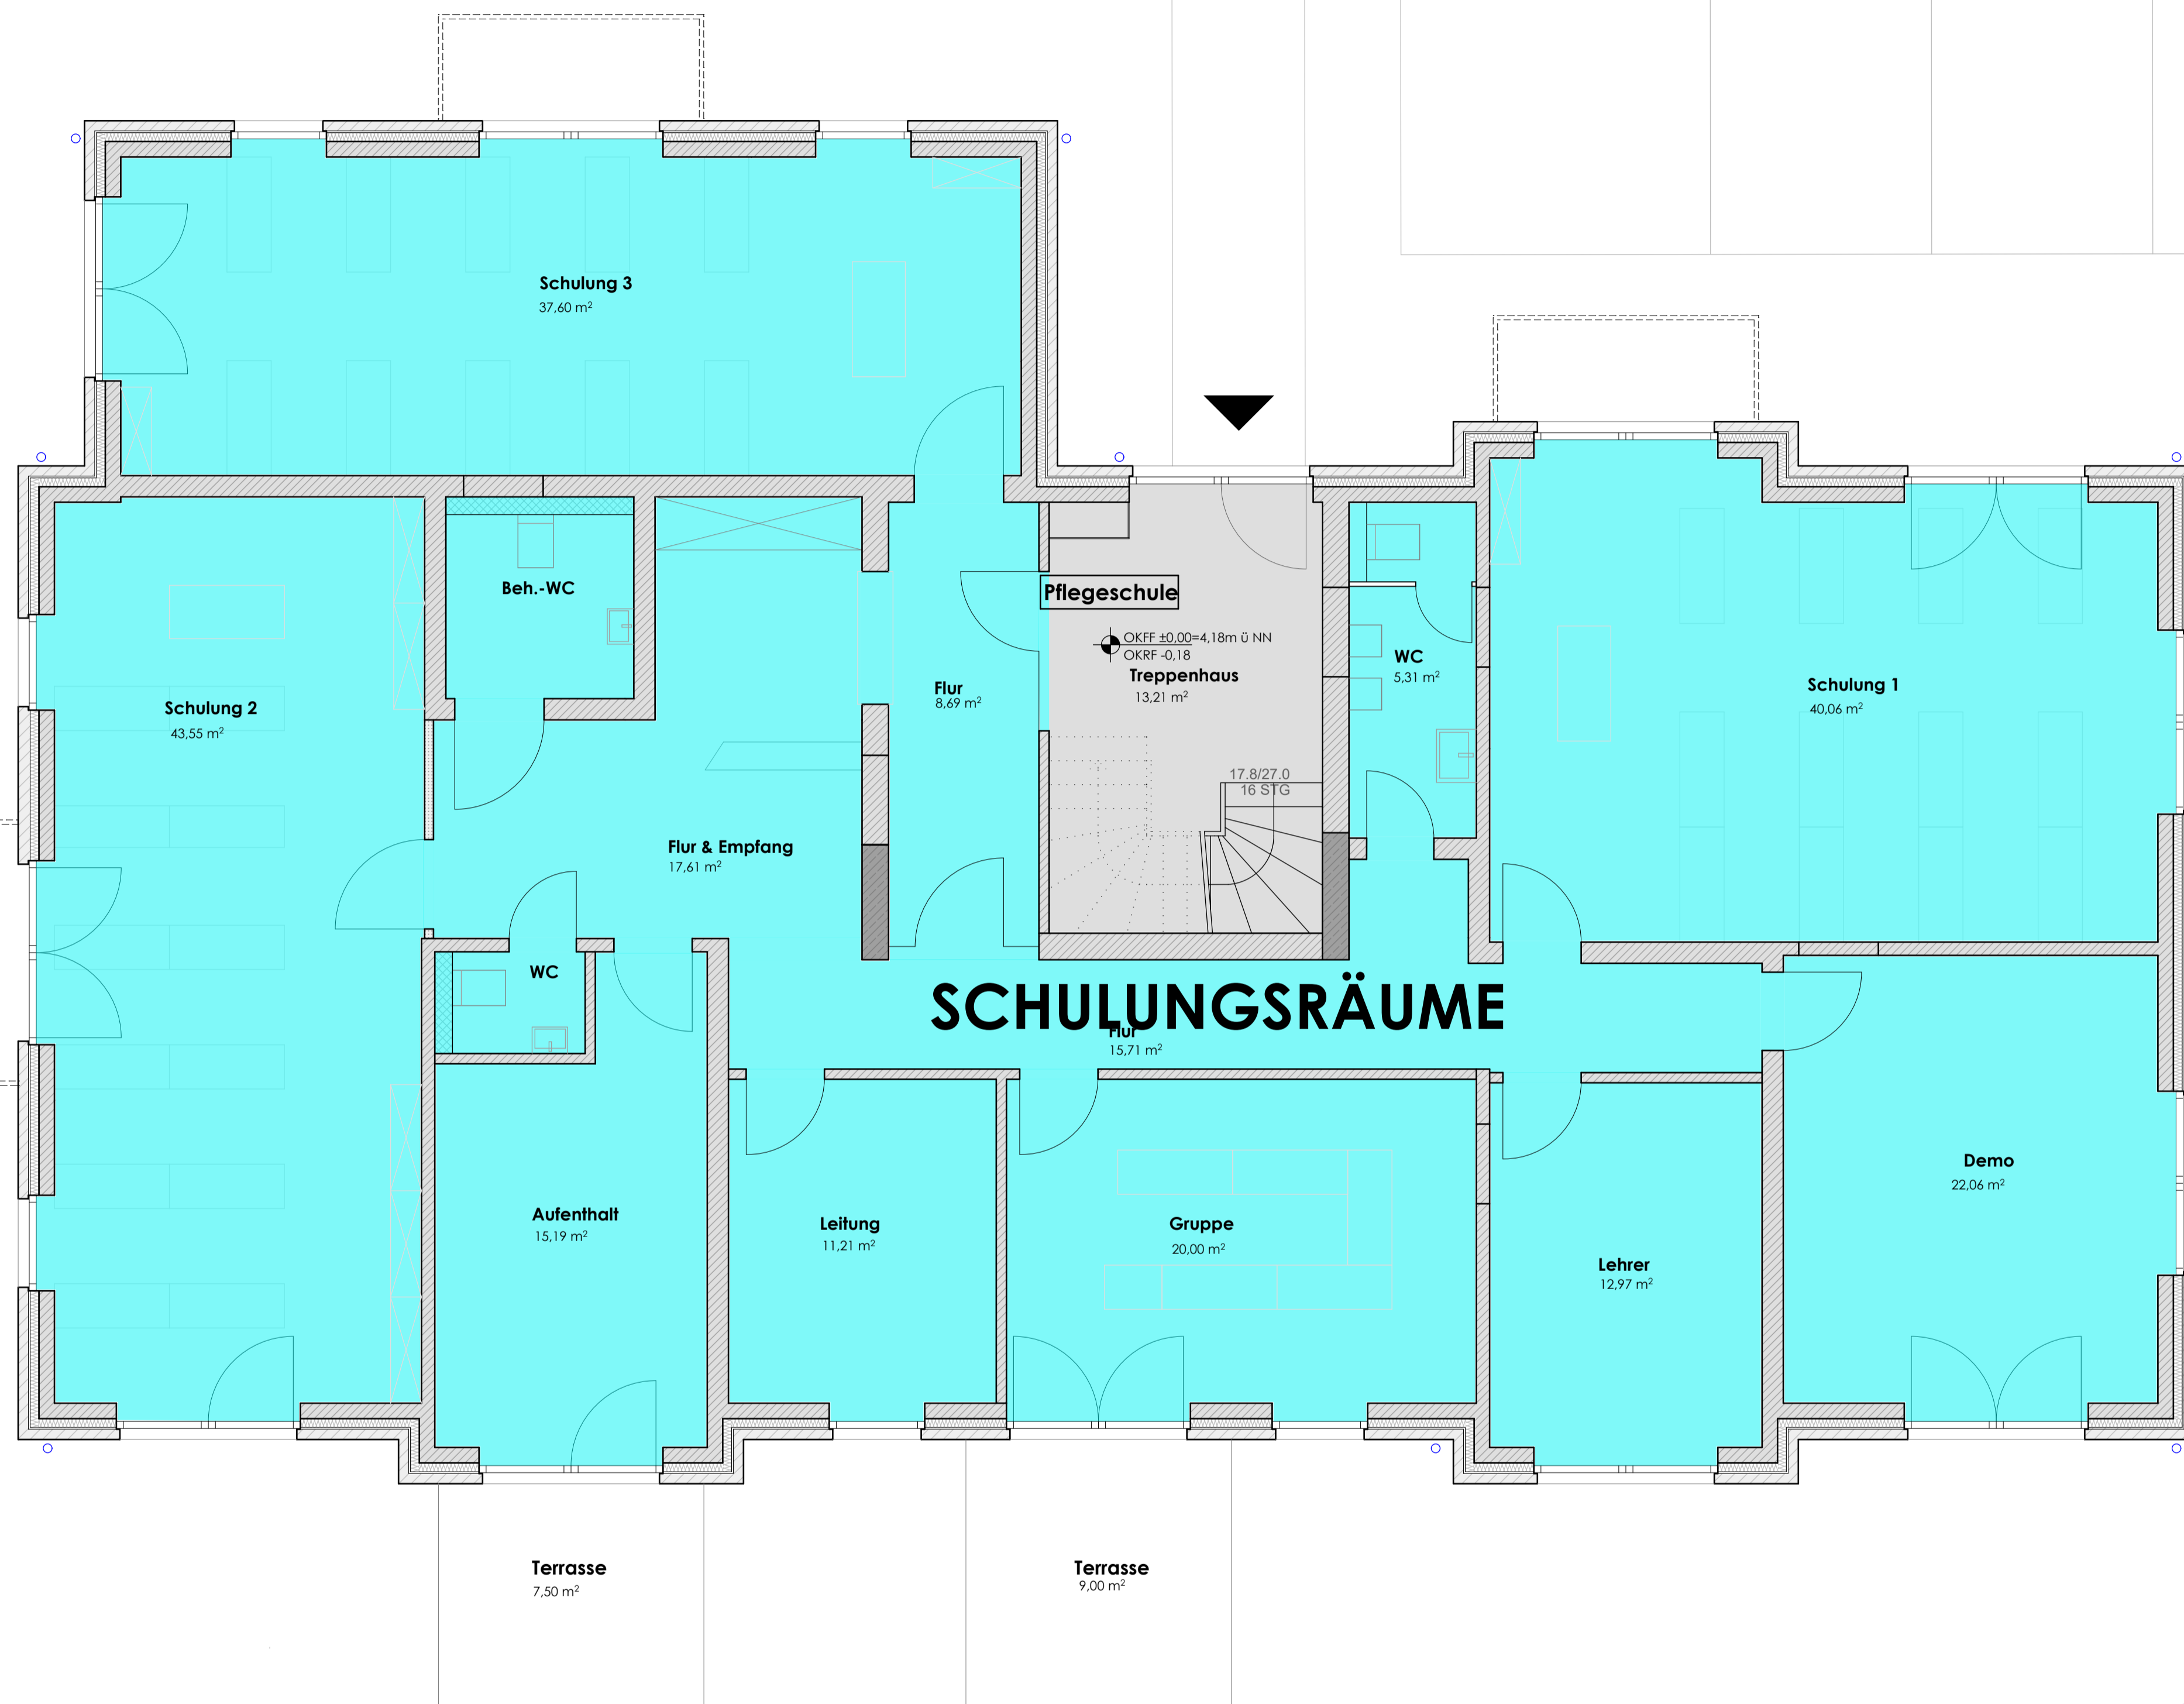 Schulung 3
37,60 m²
Pflegeschule
Beh.-WC
OKFF ±0,00=4,18m ü NN
OKRF -0,18
Treppenhaus
13,21 m²
WC
5,31 m²
Schulung 1
40,06 m²
Flur
8,69 m²
Schulung 2
43,55 m²
17.8/27.0
16 STG
Flur & Empfang
17,61 m²
WC
SCHULUNGSRÄUME
Flur
15,71 m²
Demo
22,06 m²
Aufenthalt
15,19 m²
Leitung
11,21 m²
Gruppe
20,00 m²
Lehrer
12,97 m²
Terrasse
7,50 m²
Terrasse
9,00 m²